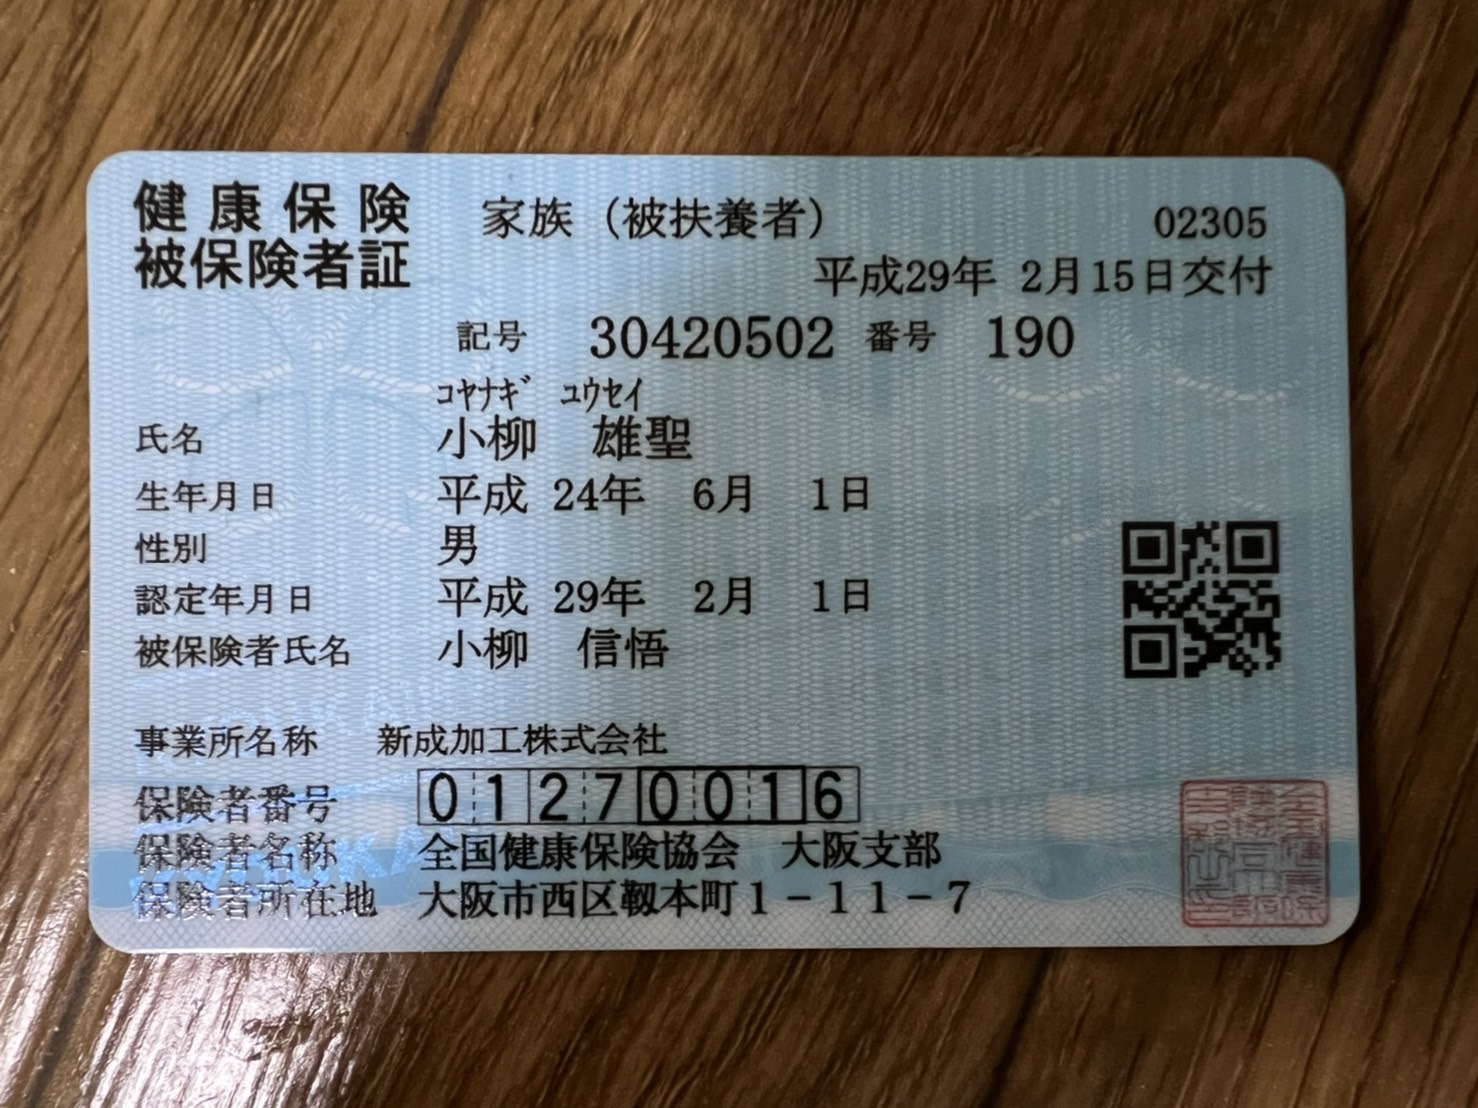 健康保険 家族（被扶養者） 02305
被保険者証
平成29年 2月15日交付
記号 30420502 番号 190
ｺﾔﾅｷﾞ ﾕｳｾｲ
氏名 小柳 雄聖
生年月日 平成 24年 6月 1日
性別 男
認定年月日 平成 29年 2月 1日
被保険者氏名 小柳 信悟
事業所名称 新成加工株式会社
保険者番号 01270016
保険者名称 全国健康保険協会 大阪支部
保険者所在地 大阪市西区靱本町１－１１－７